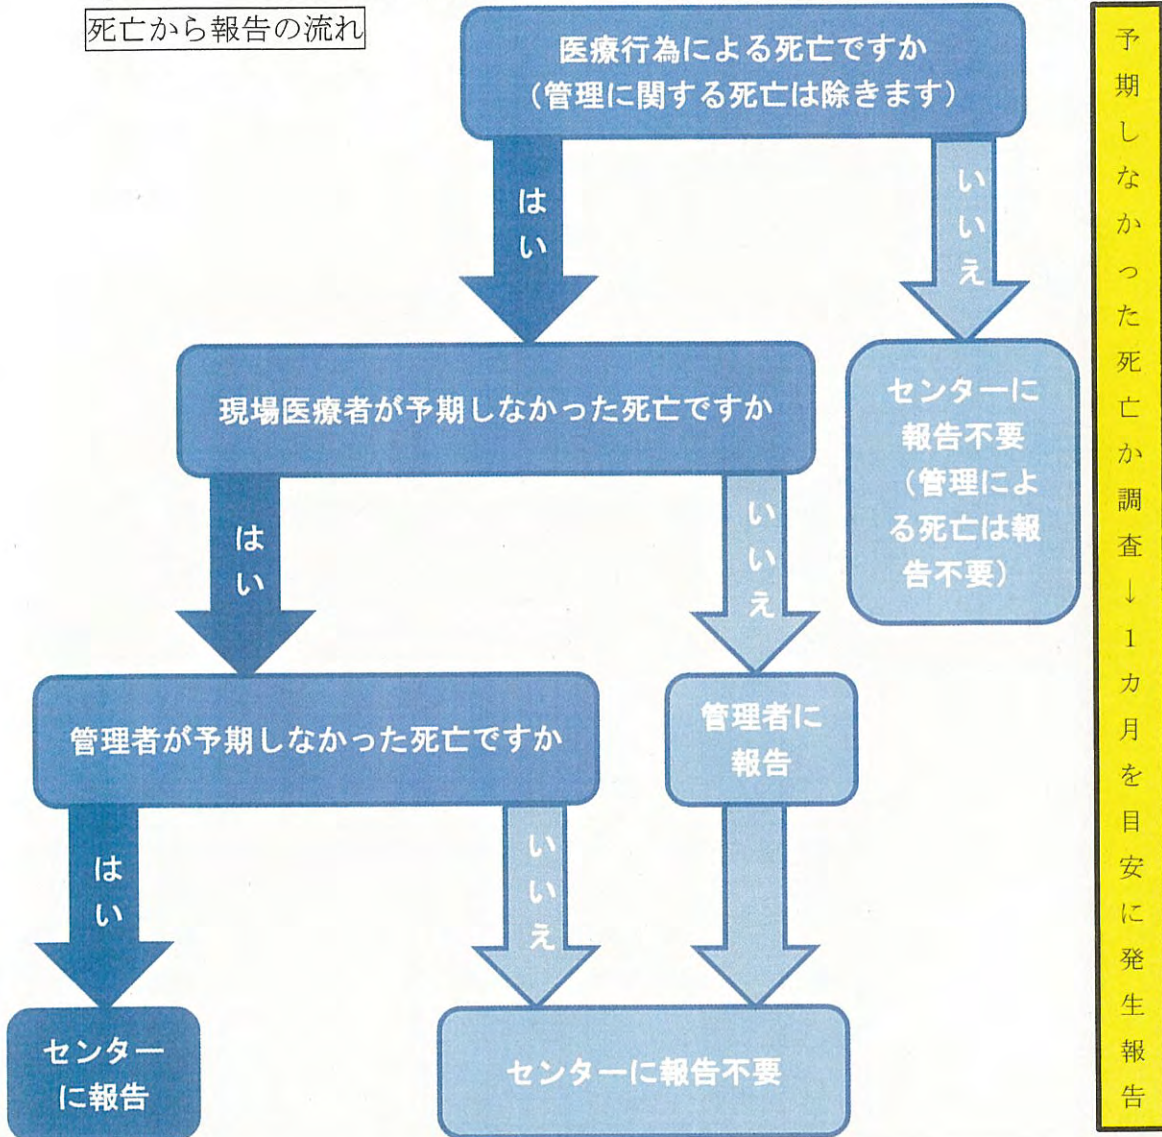 死亡から報告の流れ
医療行為による死亡ですか
（管理に関する死亡は除きます）
はい
いいえ
現場医療者が予期しなかった死亡ですか
センターに
報告不要
（管理によ
る死亡は報
告不要）
はい
いいえ
管理者が予期しなかった死亡ですか
管理者に
報告
はい
いいえ
センター
に報告
センターに報告不要
予期しなかった死亡か調査↓1カ月を目安に発生報告